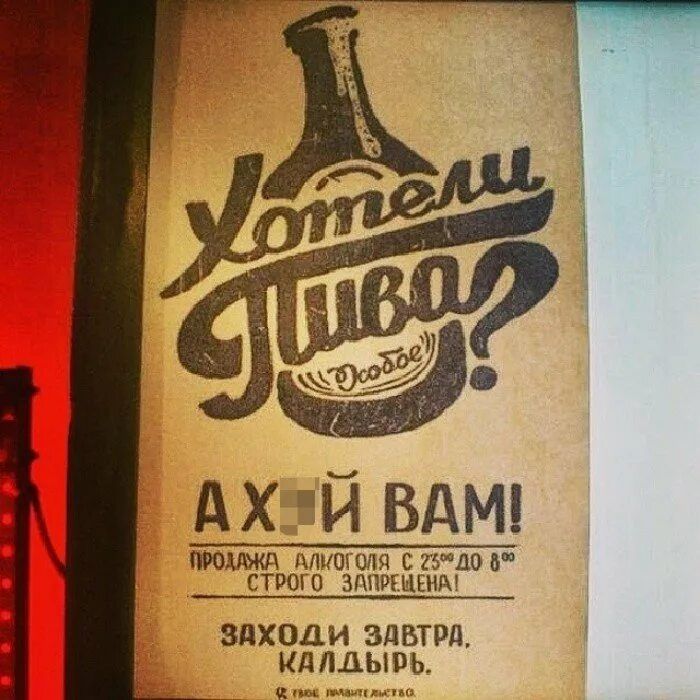 Хотели
Пива?
Особое
А Х Й ВАМ!
ПРОДАЖА АЛКОГОЛЯ С 23⁰⁰ ДО 8⁰⁰
СТРОГО ЗАПРЕЩЕНА!
ЗАХОДИ ЗАВТРА,
КАЛДЫРЬ.
ТВОЕ ПРАВИТЕЛЬСТВО.